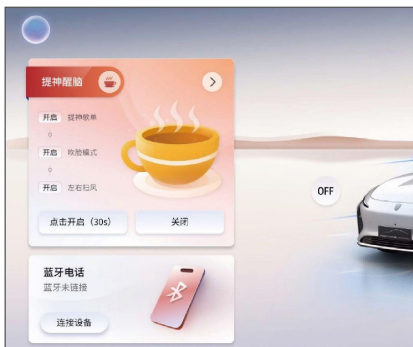 提神醒脑
开启 提神歌单
开启 吹脸模式
开启 左右扫风
点击开启（30s）
关闭
OFF
蓝牙电话
蓝牙未链接
连接设备